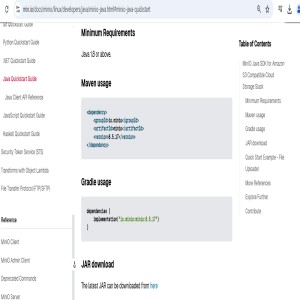 min.io/docs/minio/linux/developers/java/minio-java.html#minio-java-quickstart
Go Quickstart Guide
Python Quickstart Guide
.NET Quickstart Guide
Java Quickstart Guide
Java Client API Reference
JavaScript Quickstart Guide
Haskell Quickstart Guide
Security Token Service (STS)
Transforms with Object Lambda
File Transfer Protocol (FTP/SFTP)
Reference
MinIO Client
MinIO Admin Client
Deprecated Commands
MinIO Server
Minimum Requirements
Java 1.8 or above.
Maven usage
<dependency>
<groupId>io.minio</groupId>
<artifactId>minio</artifactId>
<version>8.5.17</version>
</dependency>
Gradle usage
dependencies {
implementation("io.minio:minio:8.5.17")
}
JAR download
The latest JAR can be downloaded from here
Table of Contents
MinIO Java SDK for Amazon
S3 Compatible Cloud
Storage Slack
Minimum Requirements
Maven usage
Gradle usage
JAR download
Quick Start Example - File
Uploader
More References
Explore Further
Contribute